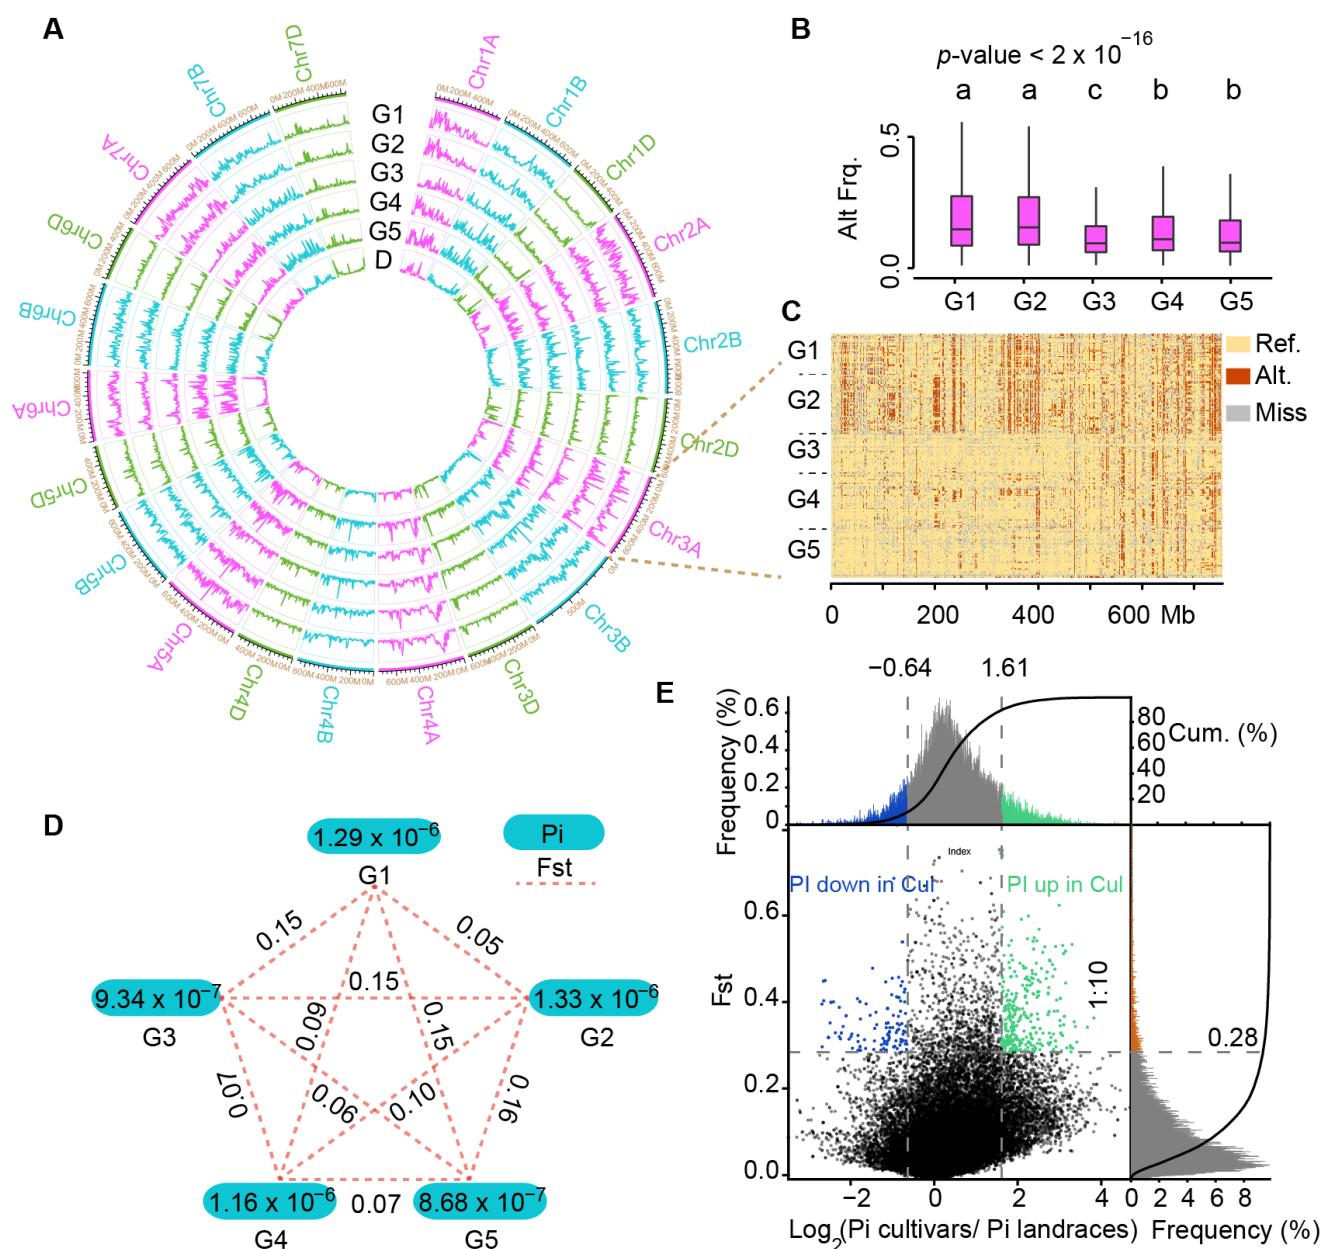 A
Chr7D
Chr7B
Chr7A
Chr6D
Chr6B
Chr6A
Chr5D
Chr5B
Chr5A
Chr4D
Chr4B
Chr4A
Chr3D
Chr3B
Chr3A
Chr2D
Chr2B
Chr2A
Chr1D
Chr1B
Chr1A
G1
G2
G3
G4
G5
D
B
p-value < 2 x 10⁻¹⁶
a a c b b
Alt Frq.
0.5
0.0
G1 G2 G3 G4 G5
C
G1
G2
G3
G4
G5
Ref.
Alt.
Miss
0 200 400 600 Mb
D
1.29 x 10⁻⁶
G1
Pi
Fst
0.15
0.05
0.15
9.34 x 10⁻⁷
G3
1.33 x 10⁻⁶
G2
0.09
0.15
0.07
0.06
0.10
0.16
1.16 x 10⁻⁶
G4
0.07
8.68 x 10⁻⁷
G5
E
−0.64 1.61
Frequency (%)
0.6
0.4
0.2
0
80
60
40
20
Cum. (%)
Index
PI down in Cul
PI up in Cul
Fst
0.6
0.4
0.2
0.0
1:10
0.28
−2 0 2 4
0 2 4 6 8
Log₂(Pi cultivars/ Pi landraces)
Frequency (%)